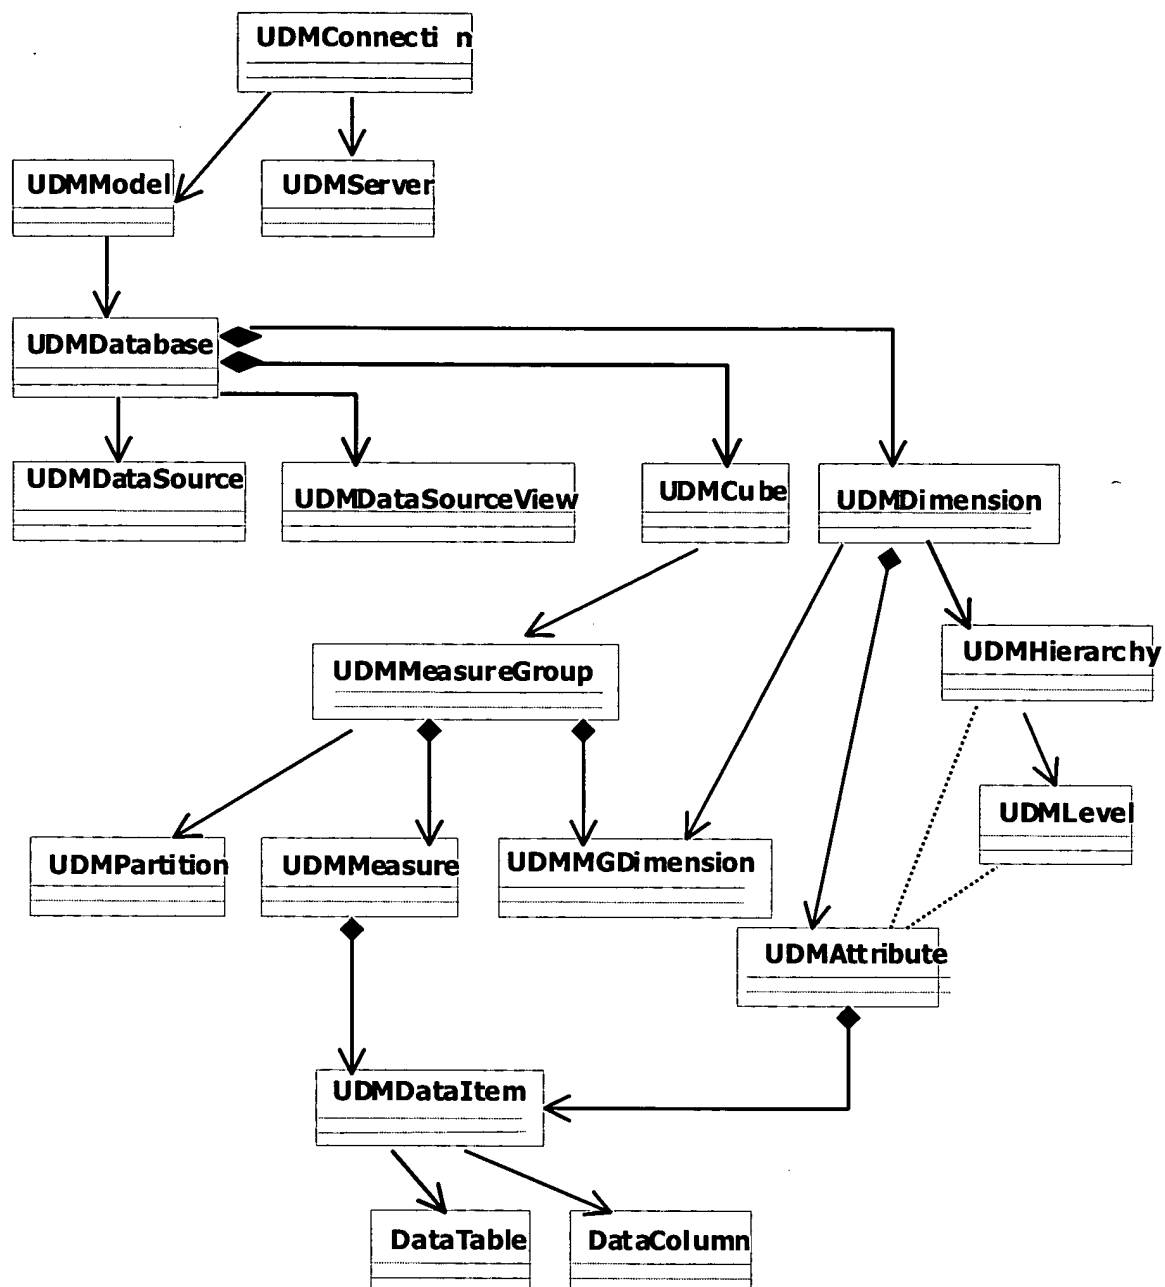 UDMConnecti n
UDMModel
UDMServer
UDMDatabase
UDMDataSource
UDMDataSourceView
UDMCube
UDMDimension
UDMMeasureGroup
UDMHierarchy
UDMLevel
UDMPartition
UDMMeasure
UDMMGDimension
UDMAttribute
UDMDataItem
DataTable
DataColumn